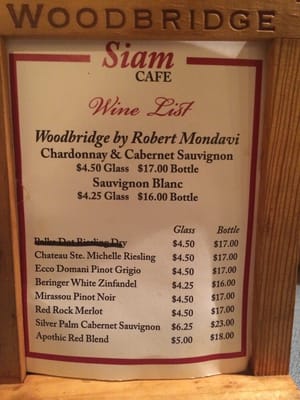 WOODBRIDGE
Siam
CAFE
Wine List
Woodbridge by Robert Mondavi
Chardonnay & Cabernet Sauvignon
$4.50 Glass $17.00 Bottle
Sauvignon Blanc
$4.25 Glass $16.00 Bottle
Glass Bottle
Polka Dot Riesling Dry $4.50 $17.00
Chateau Ste. Michelle Riesling $4.50 $17.00
Ecco Domani Pinot Grigio $4.50 $17.00
Beringer White Zinfandel $4.25 $16.00
Mirassou Pinot Noir $4.50 $17.00
Red Rock Merlot $4.50 $17.00
Silver Palm Cabernet Sauvignon $6.25 $23.00
Apothic Red Blend $5.00 $18.00